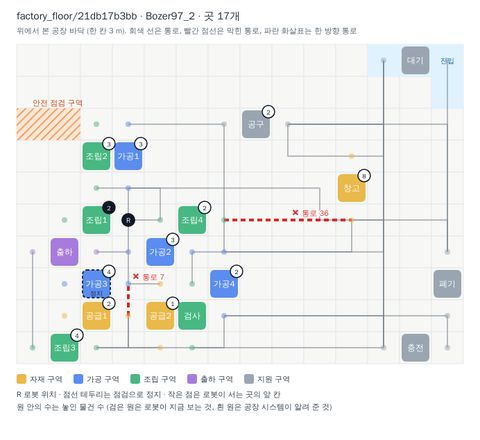 factory_floor/21db17b3bb · Bozer97_2 · 곳 17개
위에서 본 공장 바닥 (한 칸 3 m). 회색 선은 통로, 빨간 점선은 막힌 통로, 파란 화살표는 한 방향 통로
대기
안전 점검 구역
공구
2
조립2
3
가공1
3
창고
8
조립1
2
R
조립4
2
✖ 통로 36
출하
가공2
3
✖ 통로 7
가공3
4
정지
가공4
2
폐기
공급1
2
공급2
1
검사
조립3
4
충전
자재 구역
가공 구역
조립 구역
출하 구역
지원 구역
R 로봇 위치 · 점선 테두리는 점검으로 정지 · 작은 점은 로봇이 서는 곳의 앞 칸
원 안의 수는 놓인 물건 수 (검은 원은 로봇이 지금 보는 것, 흰 원은 공장 시스템이 알려 준 것)